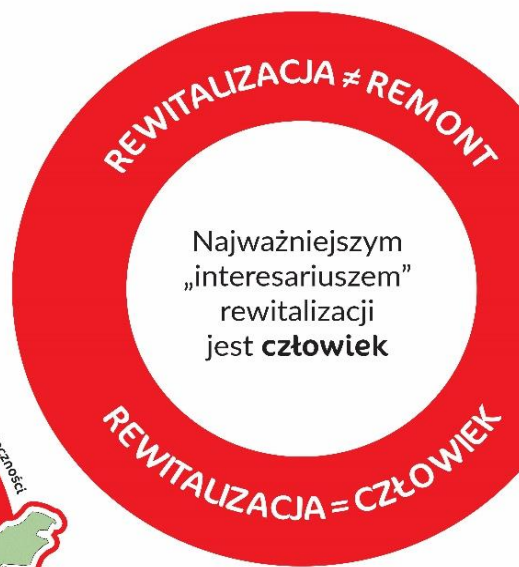 REWITALIZACJA ≠ REMONT
Najważniejszym
„interesariuszem”
rewitalizacji
jest człowiek
REWITALIZACJA = CZŁOWIEK